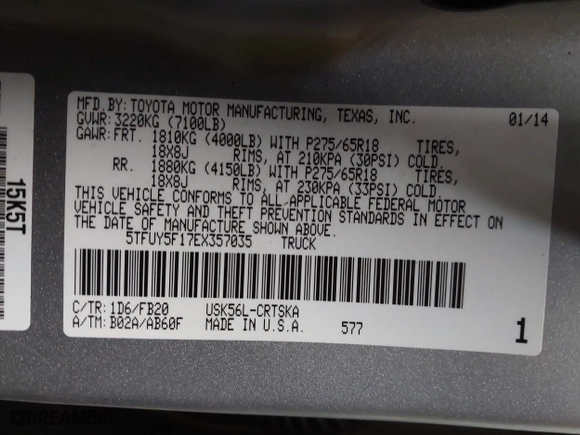 MFD.BY: TOYOTA MOTOR MANUFACTURING, TEXAS, INC. 01/14
GVWR: 3220KG (7100LB)
GAWR: FRT. 1810KG (4000LB) WITH P275/65R18 TIRES,
18X8J RIMS, AT 210KPA (30PSI) COLD.
RR. 1880KG (4150LB) WITH P275/65R18 TIRES,
18X8J RIMS, AT 230KPA (33PSI) COLD.
THIS VEHICLE CONFORMS TO ALL APPLICABLE FEDERAL MOTOR
VEHICLE SAFETY AND THEFT PREVENTION STANDARDS IN EFFECT ON
THE DATE OF MANUFACTURE SHOWN ABOVE.
5TFUY5F17EX357035 TRUCK
C/TR: 1D6/FB20 USK56L-CRTSKA
A/TM: B02A/AB60F MADE IN U.S.A. 577 1
15K5T
DREAMBID